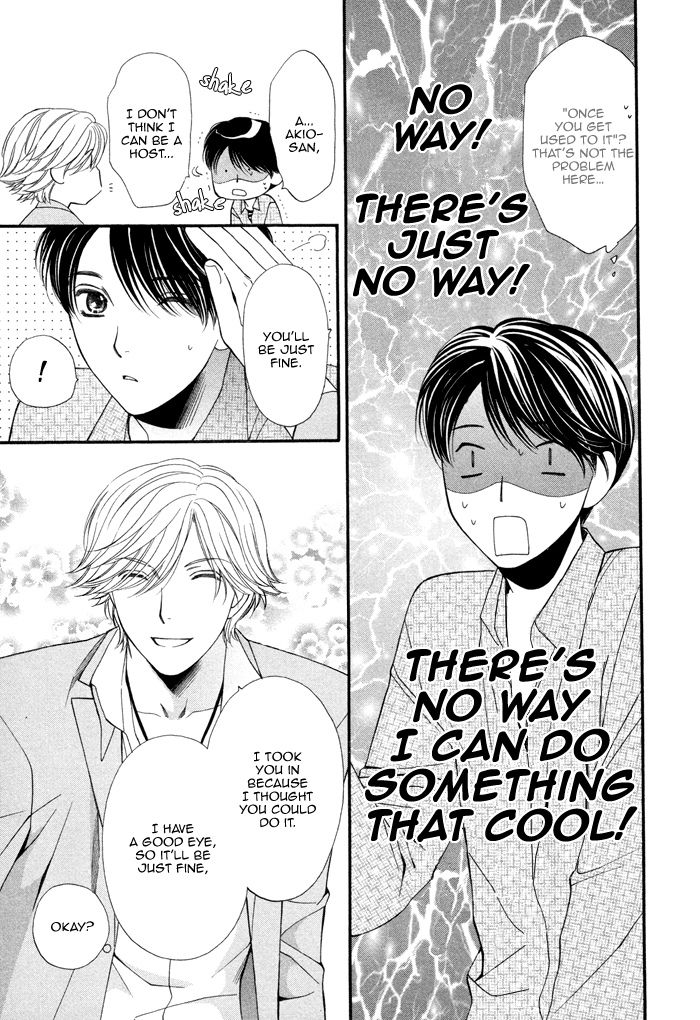 "ONCE
YOU GET
USED TO IT"?
THAT'S NOT THE
PROBLEM
HERE...
NO
WAY!
THERE'S
JUST
NO WAY!
THERE'S
NO WAY
I CAN DO
SOMETHING
THAT COOL!
A...
AKIO-
SAN,
shake
shake
I DON'T
THINK I
CAN BE A
HOST...
YOU'LL
BE JUST
FINE.
!
I TOOK
YOU IN
BECAUSE
I THOUGHT
YOU COULD
DO IT.
I HAVE
A GOOD EYE,
SO IT'LL BE
JUST FINE,
OKAY?